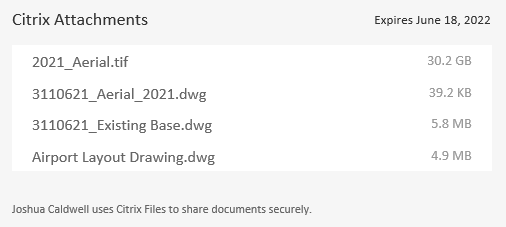 Citrix Attachments Expires June 18, 2022
2021_Aerial.tif 30.2 GB
3110621_Aerial_2021.dwg 39.2 KB
3110621_Existing Base.dwg 5.8 MB
Airport Layout Drawing.dwg 4.9 MB
Joshua Caldwell uses Citrix Files to share documents securely.